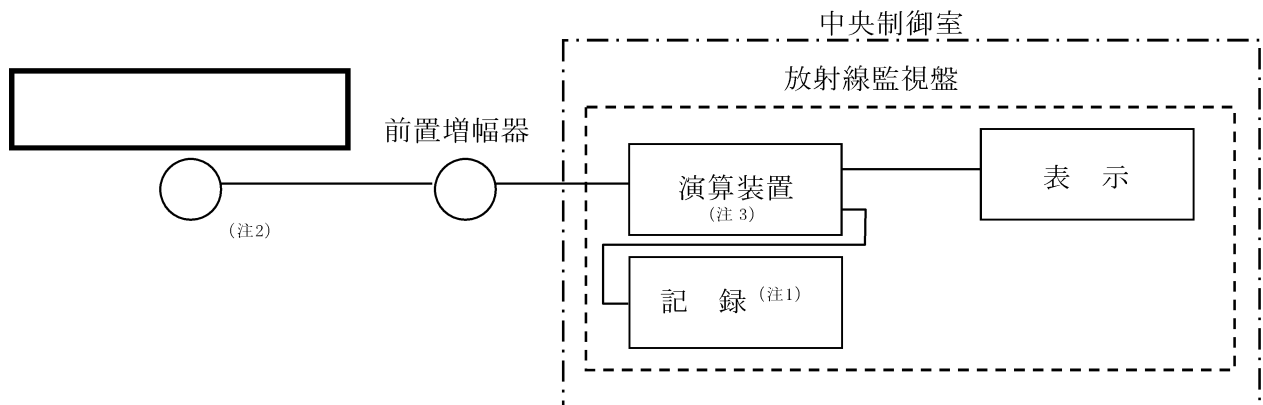 中央制御室
放射線監視盤
前置増幅器
演算装置
（注 3）
表　示
（注2）
記　録（注1）